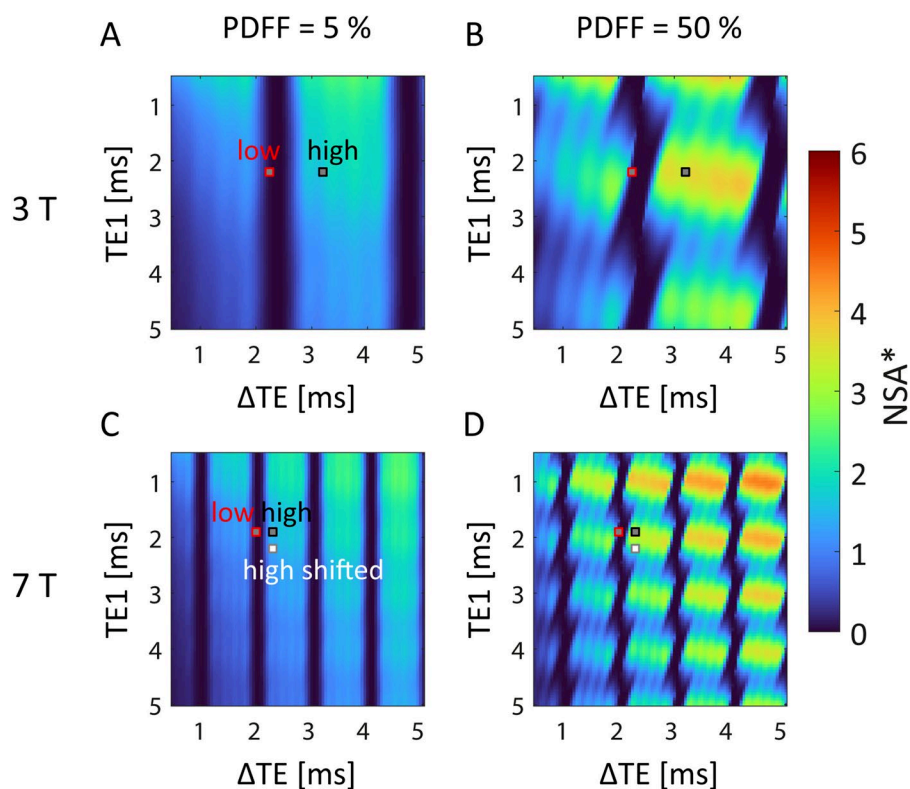 A PDFF = 5 %
B PDFF = 50 %
3 T
TE1 [ms]
1
2
3
4
5
low high
1 2 3 4 5
ΔTE [ms]
TE1 [ms]
1
2
3
4
5
low
1 2 3 4 5
ΔTE [ms]
6
5
4
3
2
1
0
NSA*
C
D
7 T
TE1 [ms]
1
2
3
4
5
low high
high shifted
1 2 3 4 5
ΔTE [ms]
TE1 [ms]
1
2
3
4
5
1 2 3 4 5
ΔTE [ms]